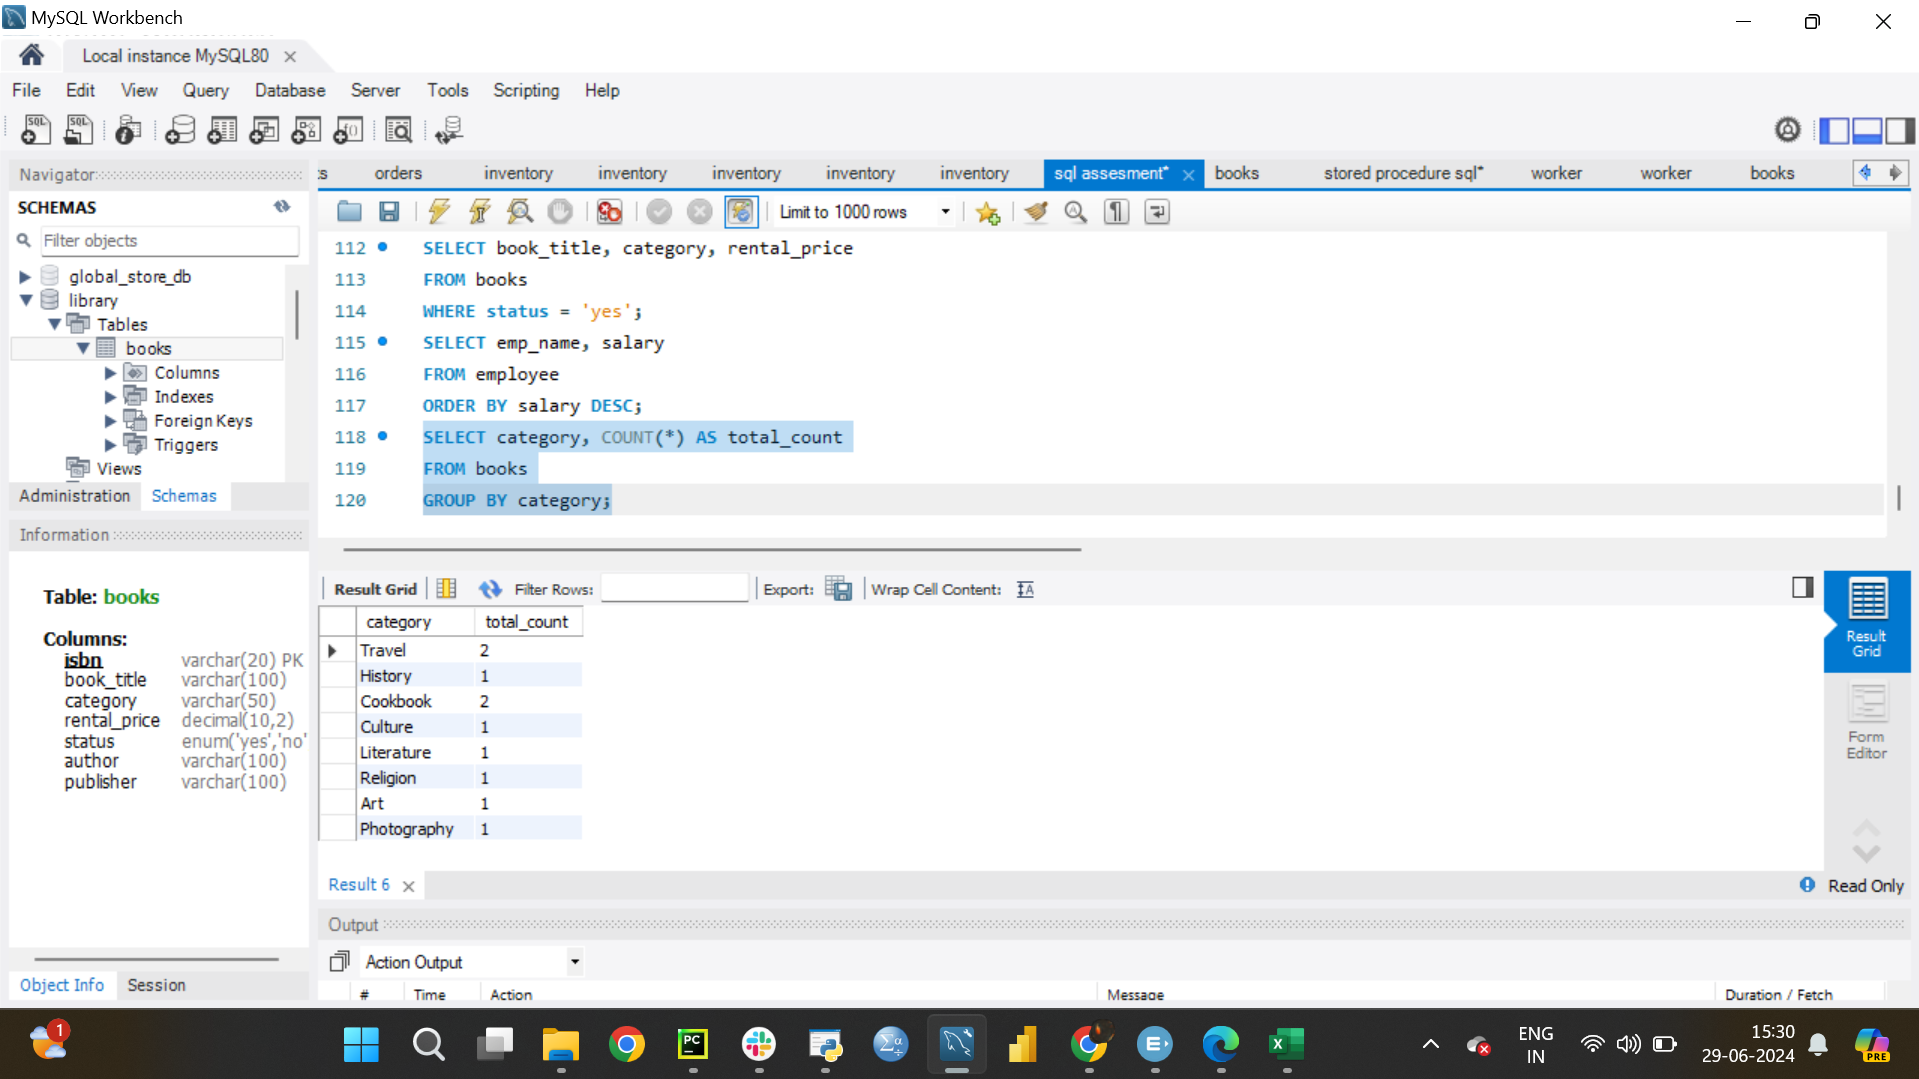 MySQL Workbench
Local instance MySQL80
File Edit View Query Database Server Tools Scripting Help
SQL SQL
Navigator
ts orders inventory inventory inventory inventory inventory sql assesment* books stored procedure sql* worker worker books
SCHEMAS
Limit to 1000 rows
Filter objects
global_store_db
library
Tables
books
Columns
Indexes
Foreign Keys
Triggers
Views
Administration Schemas
112 SELECT book_title, category, rental_price
113 FROM books
114 WHERE status = 'yes';
115 SELECT emp_name, salary
116 FROM employee
117 ORDER BY salary DESC;
118 SELECT category, COUNT(*) AS total_count
119 FROM books
120 GROUP BY category;
Information
Table: books
Columns:
isbn varchar(20) PK
book_title varchar(100)
category varchar(50)
rental_price decimal(10,2)
status enum('yes','no'
author varchar(100)
publisher varchar(100)
Object Info Session
Result Grid Filter Rows: Export: Wrap Cell Content: IA
category total_count
Travel 2
History 1
Cookbook 2
Culture 1
Literature 1
Religion 1
Art 1
Photography 1
Result
Grid
Form
Editor
Result 6 Read Only
Output
Action Output
# Time Action Message Duration / Fetch
1
PC
Σα
E
X
ENG
IN
15:30
29-06-2024
PRE